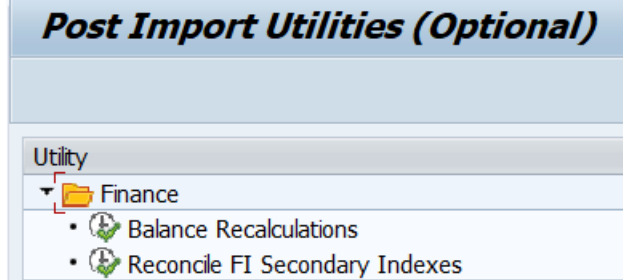 Post Import Utilities (Optional)
Utility
Finance
Balance Recalculations
Reconcile FI Secondary Indexes